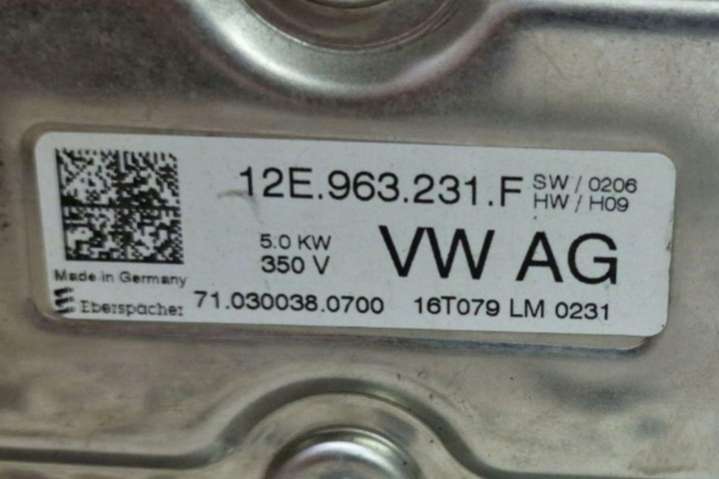 12E.963.231.F SW / 0206
HW / H09
5.0 KW
350 V
VW AG
Made in Germany
Eberspächer
71.030038.0700 16T079 LM 0231